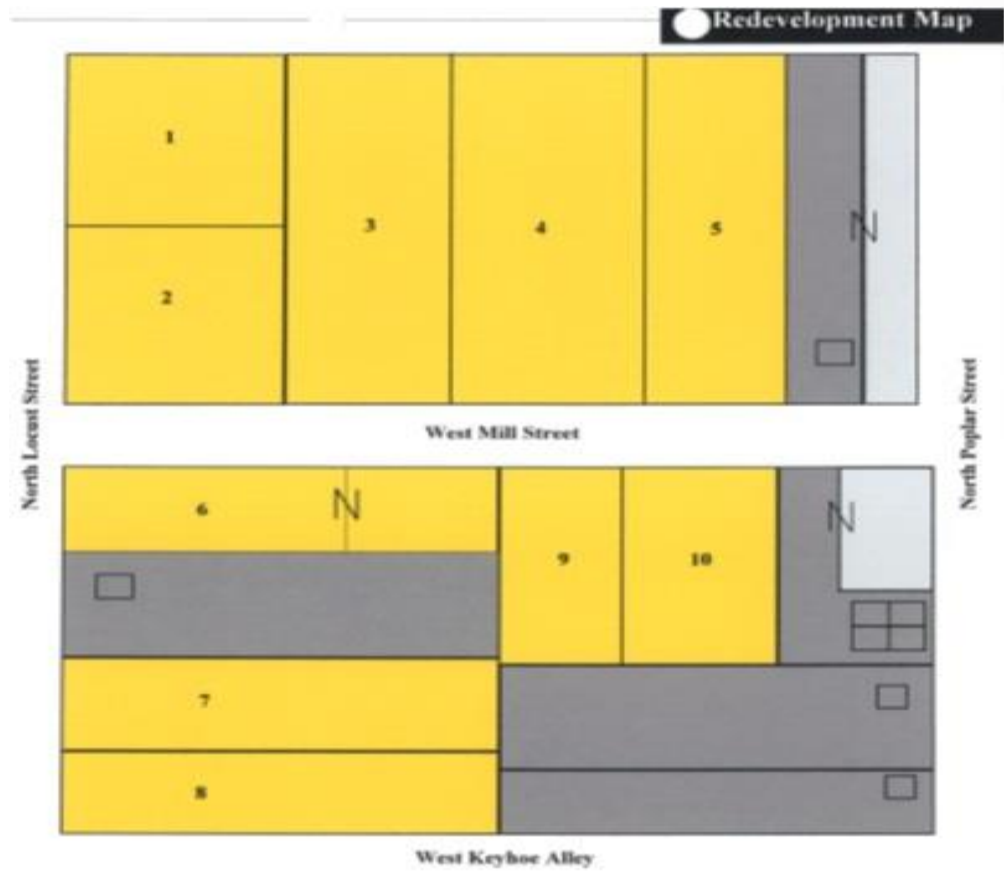 Redevelopment Map
1
3
4
5
N
2
North Locust Street
North Poplar Street
West Mill Street
6
N
N
9
10
7
8
West Keyhoe Alley